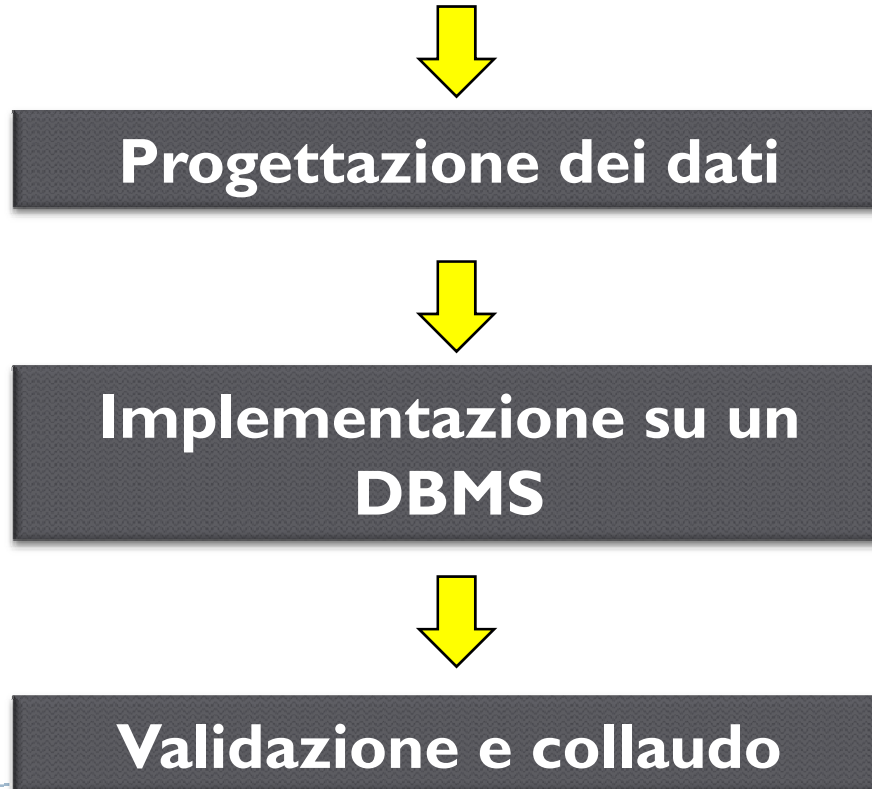 Progettazione dei dati
Implementazione su un
DBMS
Validazione e collaudo